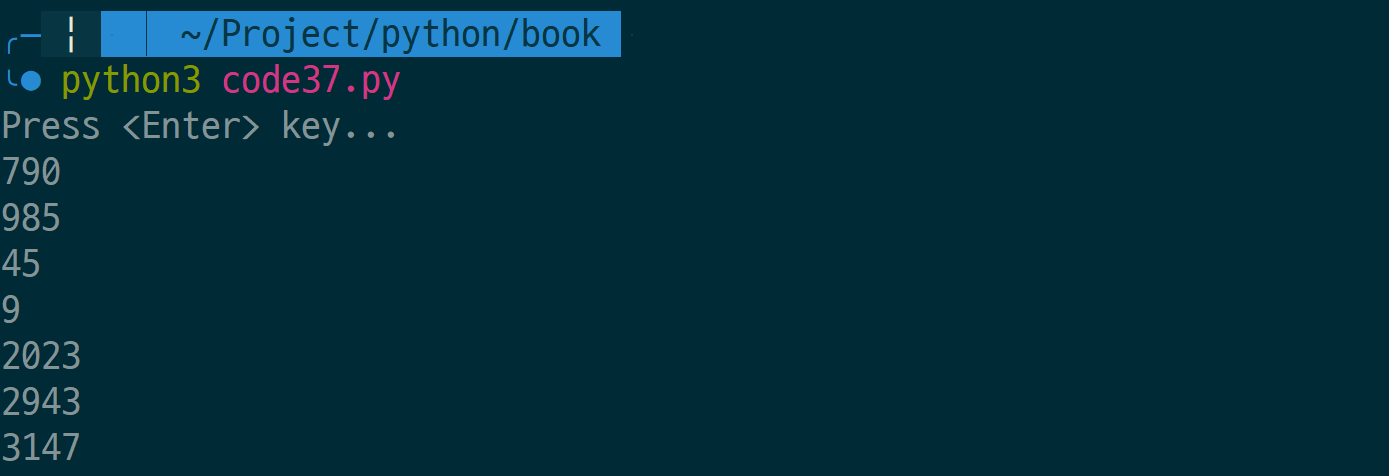 ~/Project/python/book
python3 code37.py
Press <Enter> key...
790
985
45
9
2023
2943
3147